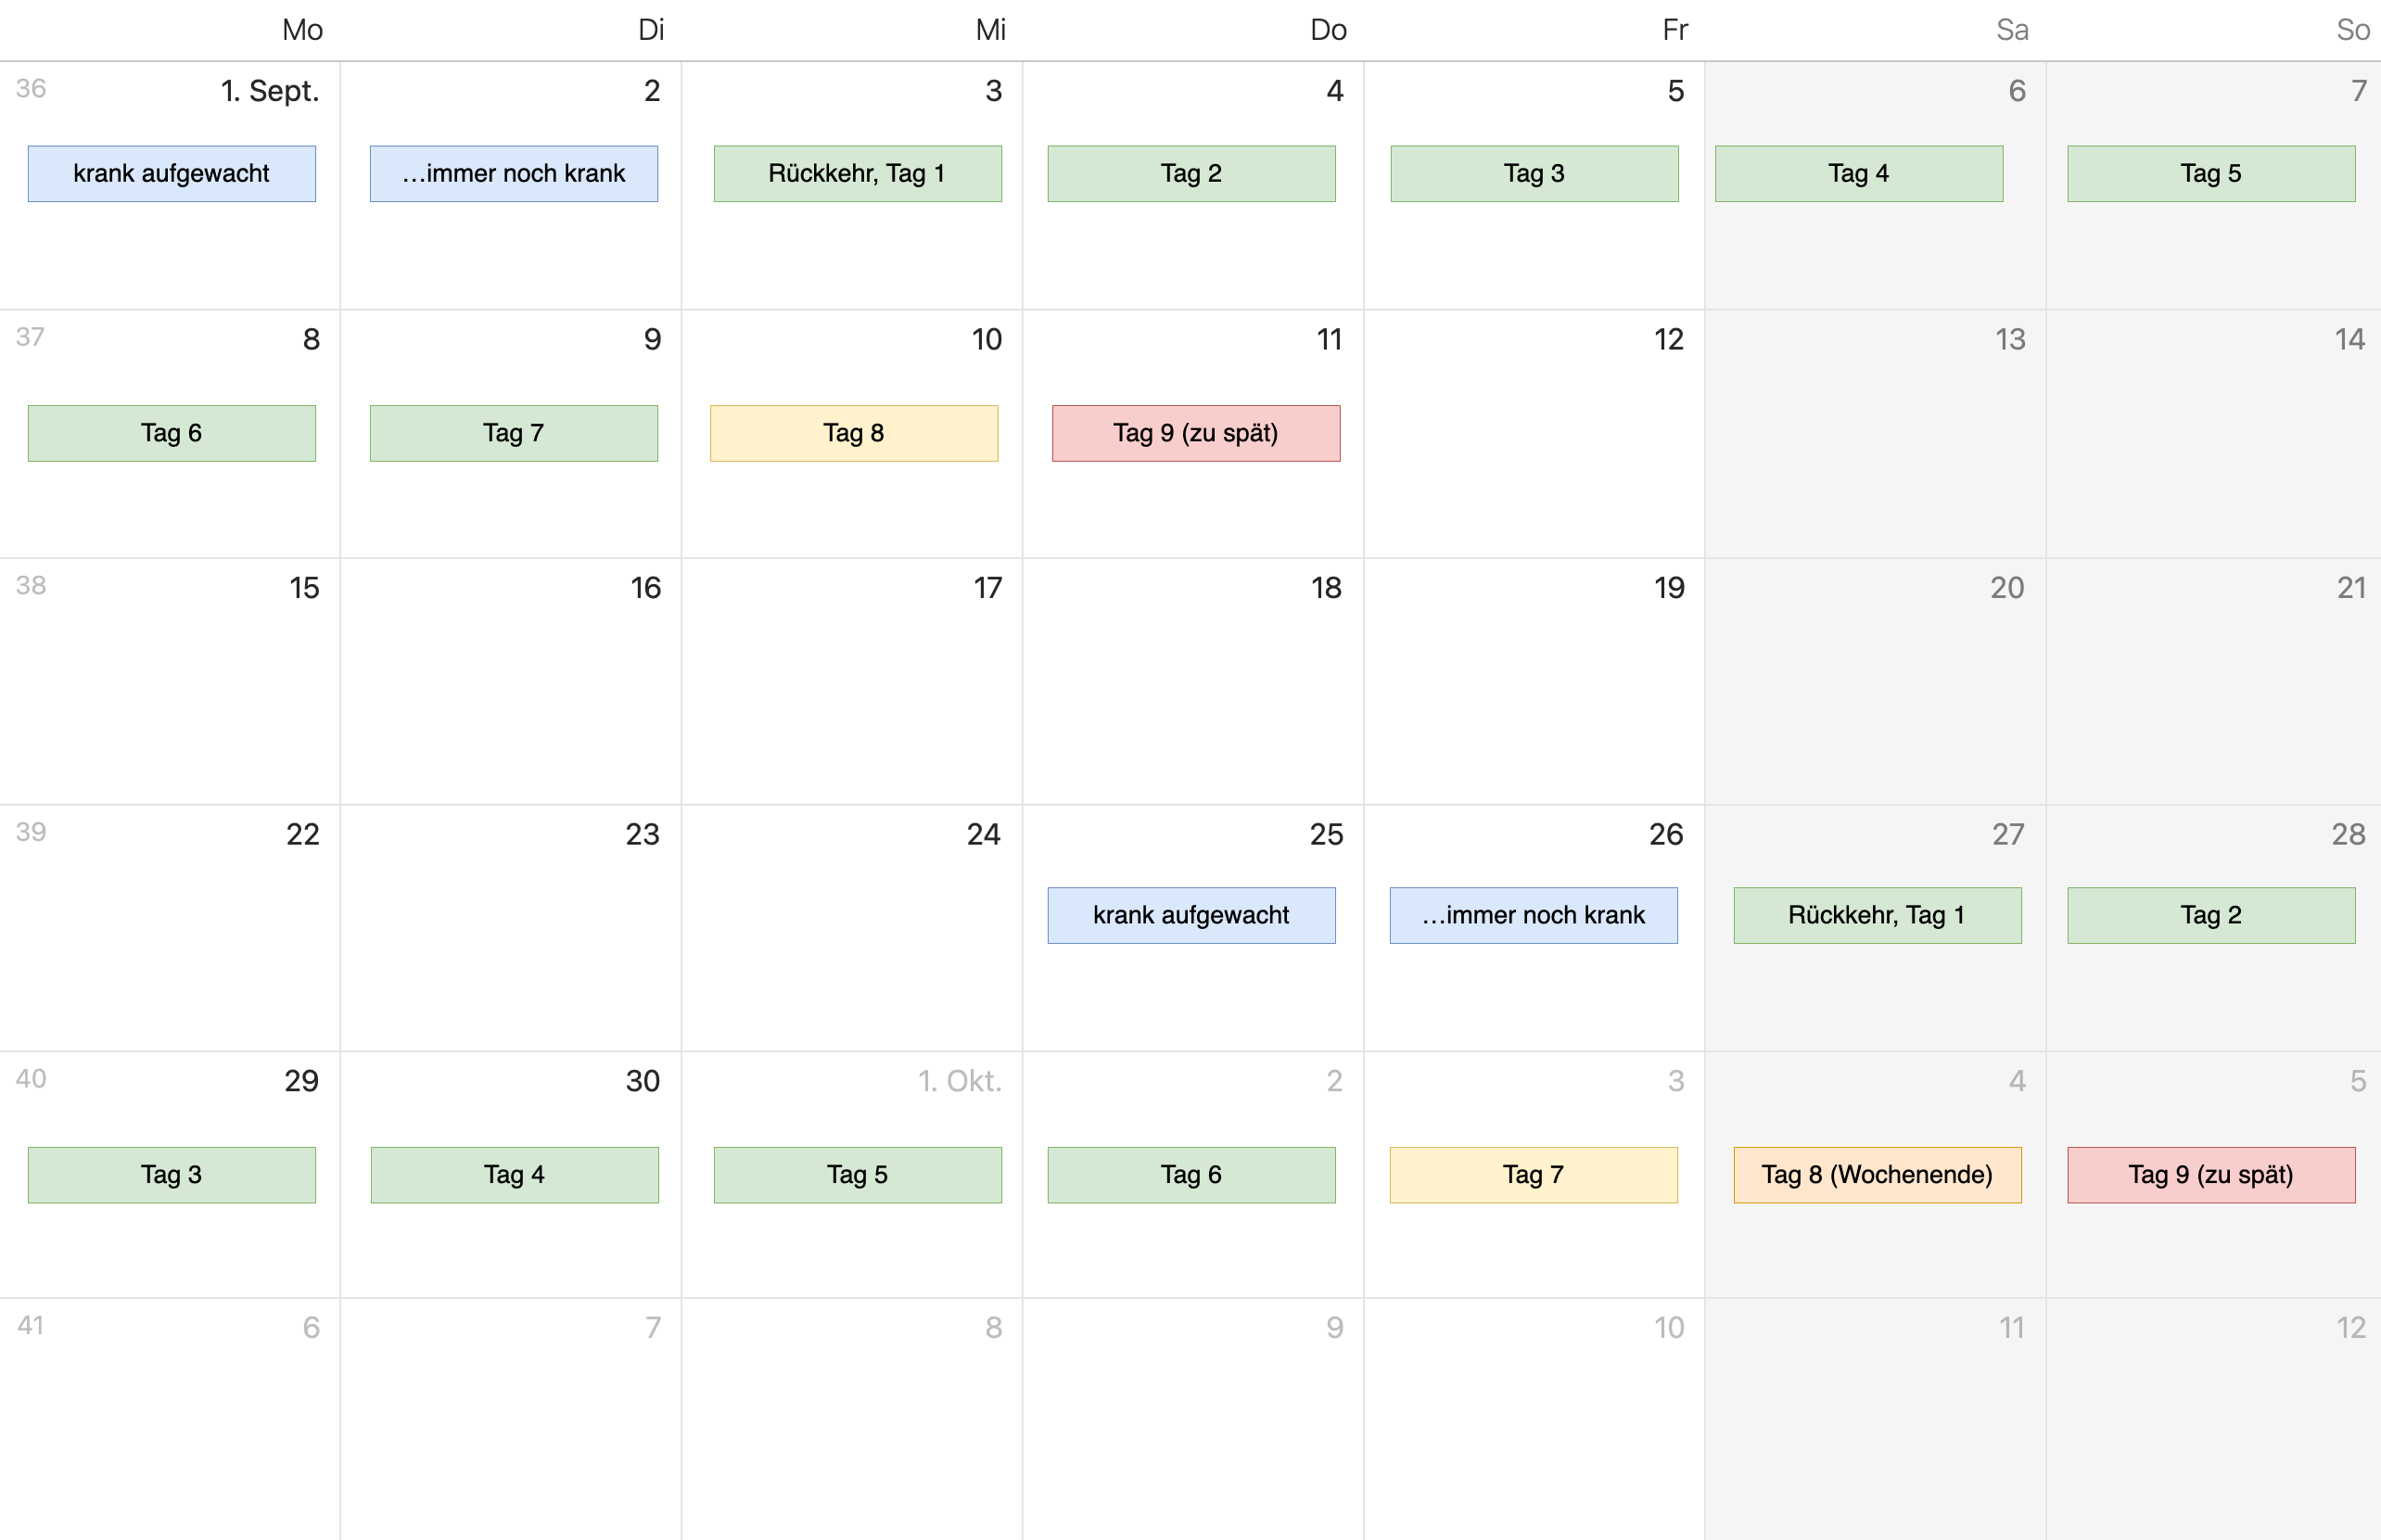 Mo Di Mi Do Fr Sa So
36 1. Sept. 2 3 4 5 6 7
krank aufgewacht …immer noch krank Rückkehr, Tag 1 Tag 2 Tag 3 Tag 4 Tag 5
37 8 9 10 11 12 13 14
Tag 6 Tag 7 Tag 8 Tag 9 (zu spät)
38 15 16 17 18 19 20 21
39 22 23 24 25 26 27 28
krank aufgewacht …immer noch krank Rückkehr, Tag 1 Tag 2
40 29 30 1. Okt. 2 3 4 5
Tag 3 Tag 4 Tag 5 Tag 6 Tag 7 Tag 8 (Wochenende) Tag 9 (zu spät)
41 6 7 8 9 10 11 12